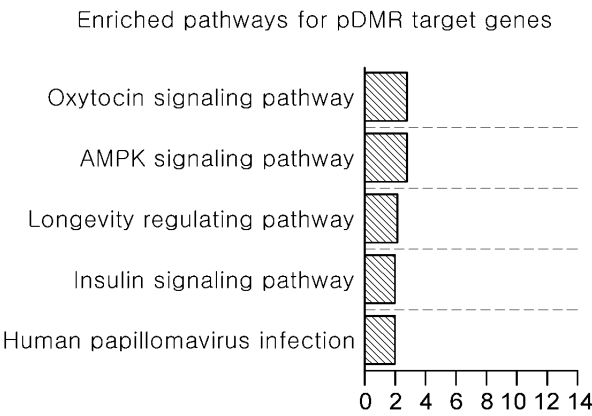 Enriched pathways for pDMR target genes
Oxytocin signaling pathway
AMPK signaling pathway
Longevity regulating pathway
Insulin signaling pathway
Human papillomavirus infection
0 2 4 6 8 10 12 14